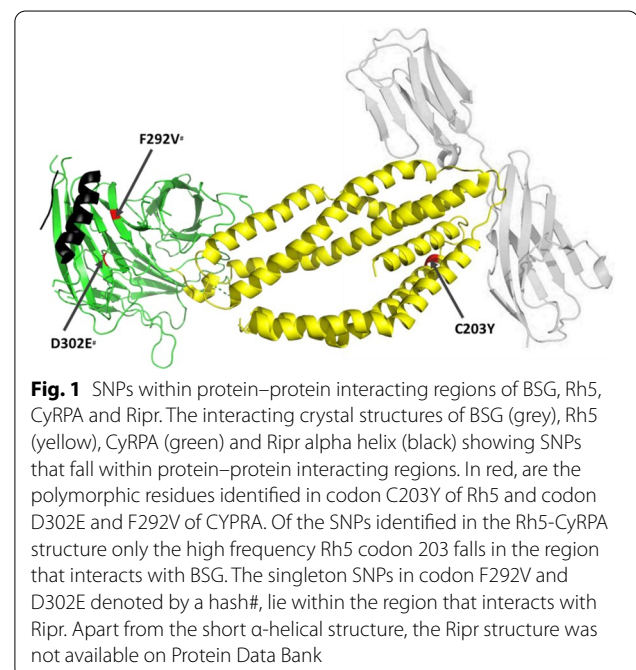 F292V#
D302E#
C203Y
Fig. 1 SNPs within protein–protein interacting regions of BSG, Rh5,
CyRPA and Ripr. The interacting crystal structures of BSG (grey), Rh5
(yellow), CyRPA (green) and Ripr alpha helix (black) showing SNPs
that fall within protein–protein interacting regions. In red, are the
polymorphic residues identified in codon C203Y of Rh5 and codon
D302E and F292V of CYPRA. Of the SNPs identified in the Rh5-CyRPA
structure only the high frequency Rh5 codon 203 falls in the region
that interacts with BSG. The singleton SNPs in codon F292V and
D302E denoted by a hash#, lie within the region that interacts with
Ripr. Apart from the short α-helical structure, the Ripr structure was
not available on Protein Data Bank